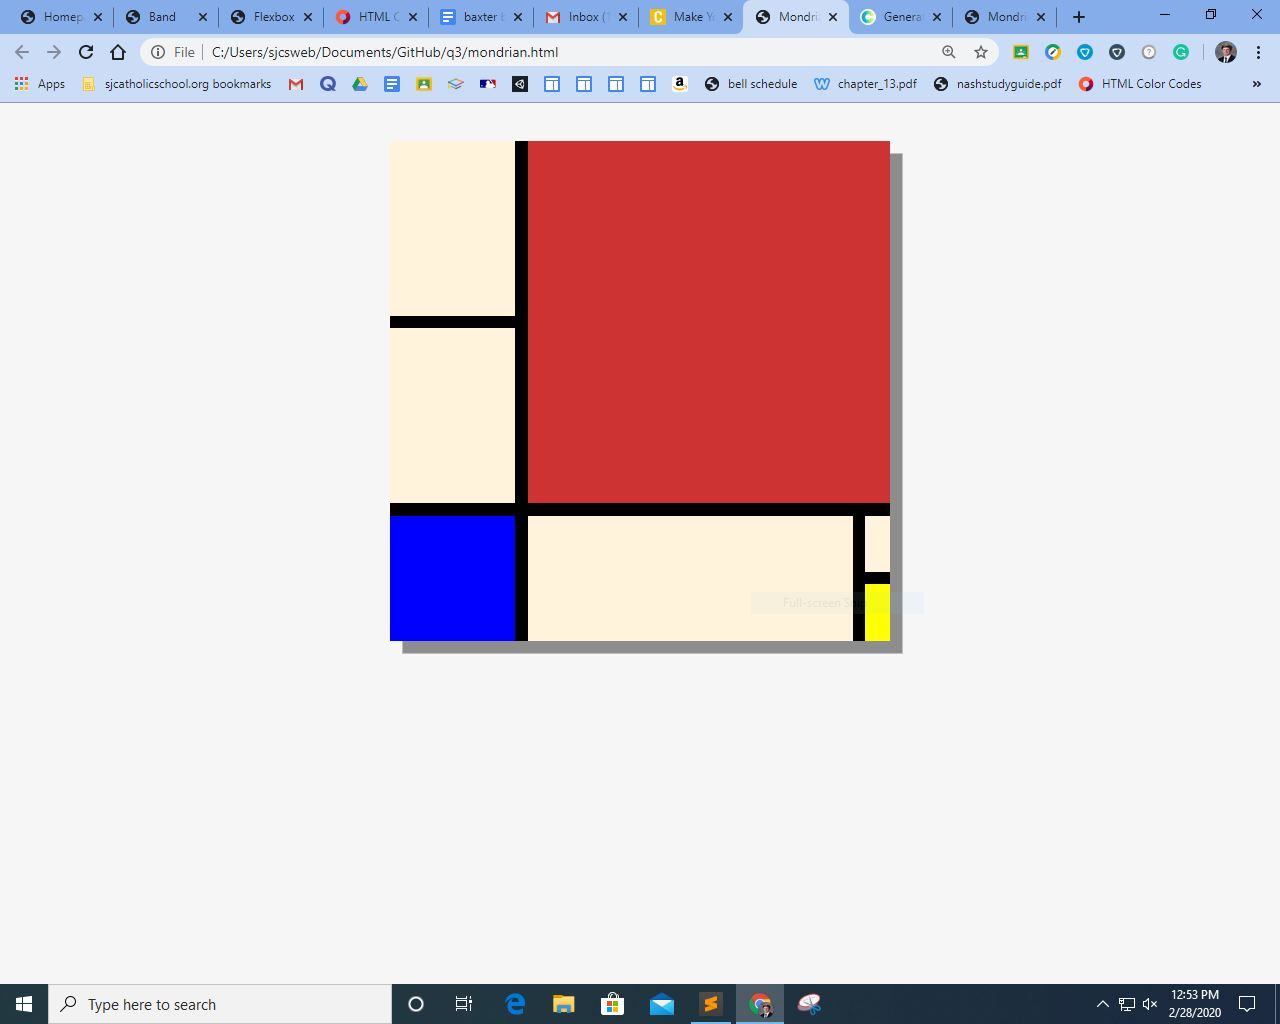 Homep Band Flexbox HTML C baxter b Inbox (1 Make Y Mondri Genera Mondri
File C:/Users/sjcsweb/Documents/GitHub/q3/mondrian.html
Apps sjcatholicschool.org bookmarks bell schedule chapter_13.pdf nashstudyguide.pdf HTML Color Codes »
Full-screen Snip
Type here to search
12:53 PM
2/28/2020